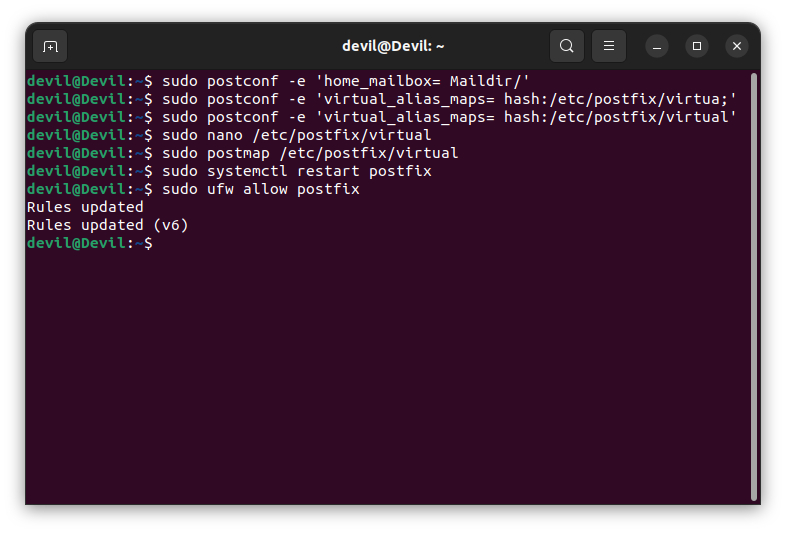 devil@Devil: ~
devil@Devil:~$ sudo postconf -e 'home_mailbox= Maildir/'
devil@Devil:~$ sudo postconf -e 'virtual_alias_maps= hash:/etc/postfix/virtua;'
devil@Devil:~$ sudo postconf -e 'virtual_alias_maps= hash:/etc/postfix/virtual'
devil@Devil:~$ sudo nano /etc/postfix/virtual
devil@Devil:~$ sudo postmap /etc/postfix/virtual
devil@Devil:~$ sudo systemctl restart postfix
devil@Devil:~$ sudo ufw allow postfix
Rules updated
Rules updated (v6)
devil@Devil:~$